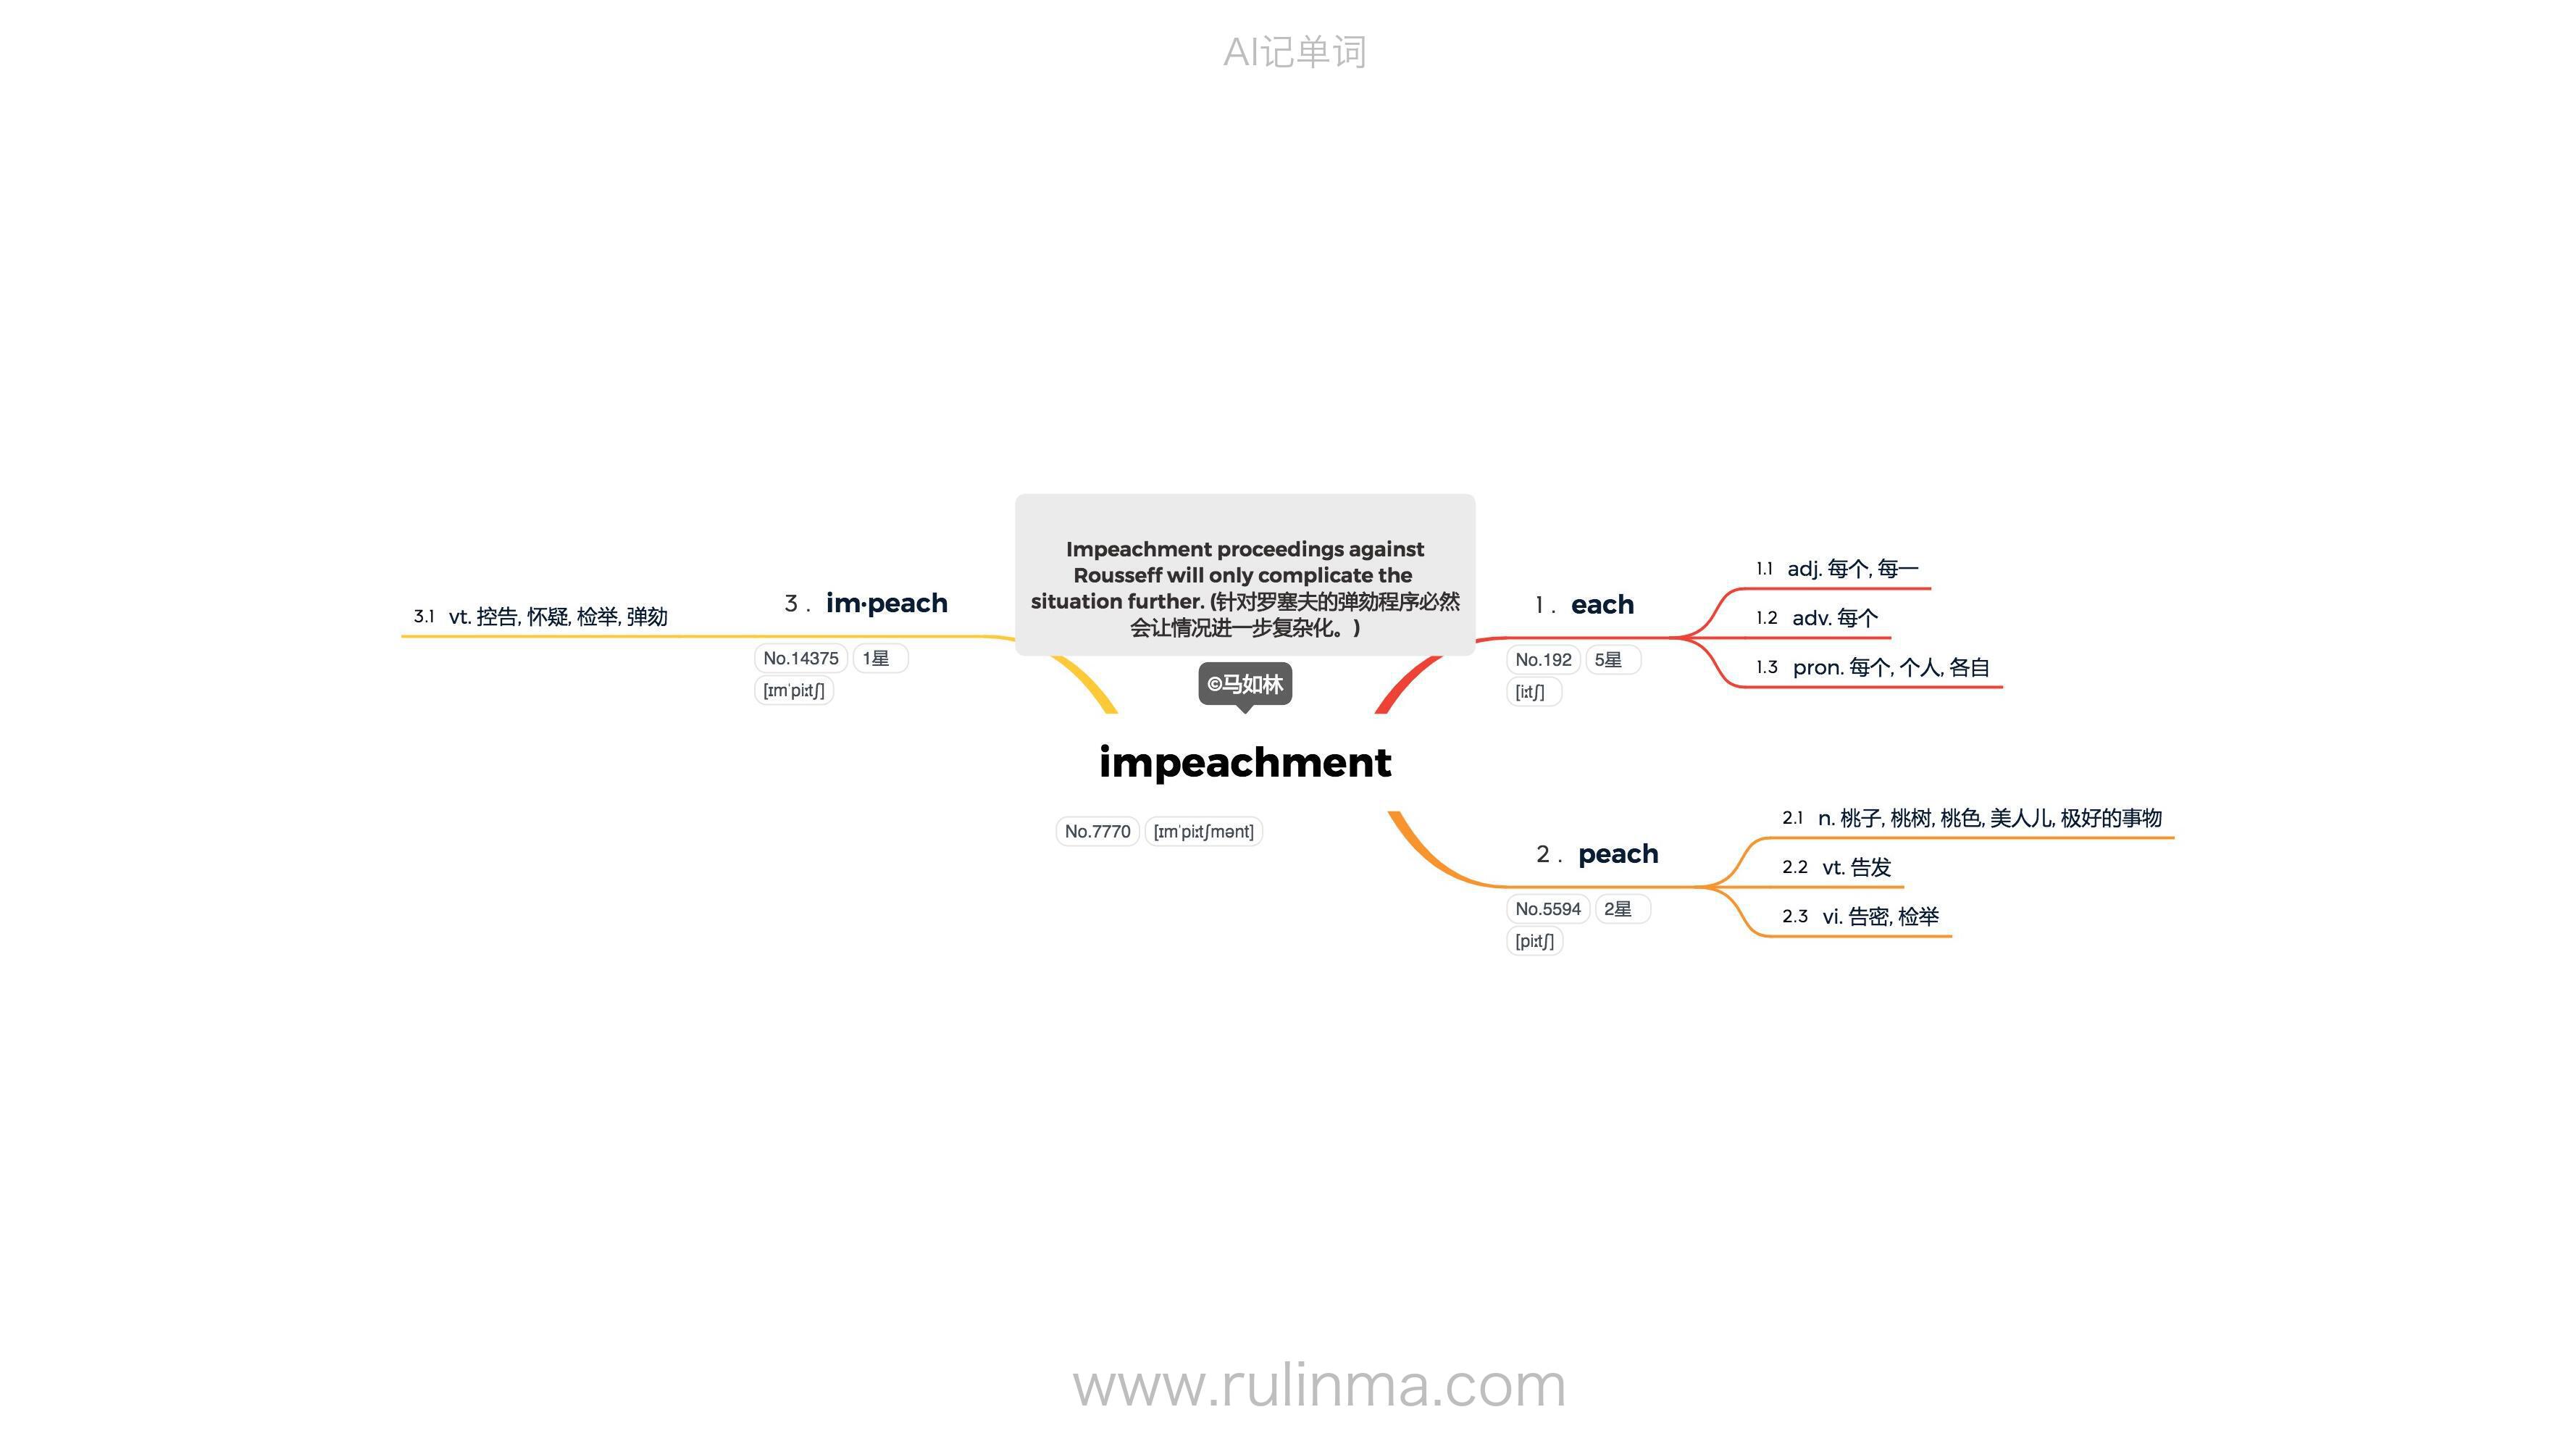 AI记单词
Impeachment proceedings against
Rousseff will only complicate the
situation further. (针对罗塞夫的弹劾程序必然
会让情况进一步复杂化。)
©马如林
impeachment
No.7770 [ɪmˈpiːtʃmənt]
1. each
No.192 5星
[iːtʃ]
1.1 adj. 每个, 每一
1.2 adv. 每个
1.3 pron. 每个, 个人, 各自
2. peach
No.5594 2星
[piːtʃ]
2.1 n. 桃子, 桃树, 桃色, 美人儿, 极好的事物
2.2 vt. 告发
2.3 vi. 告密, 检举
3. im·peach
No.14375 1星
[ɪmˈpiːtʃ]
3.1 vt. 控告, 怀疑, 检举, 弹劾
www.rulinma.com